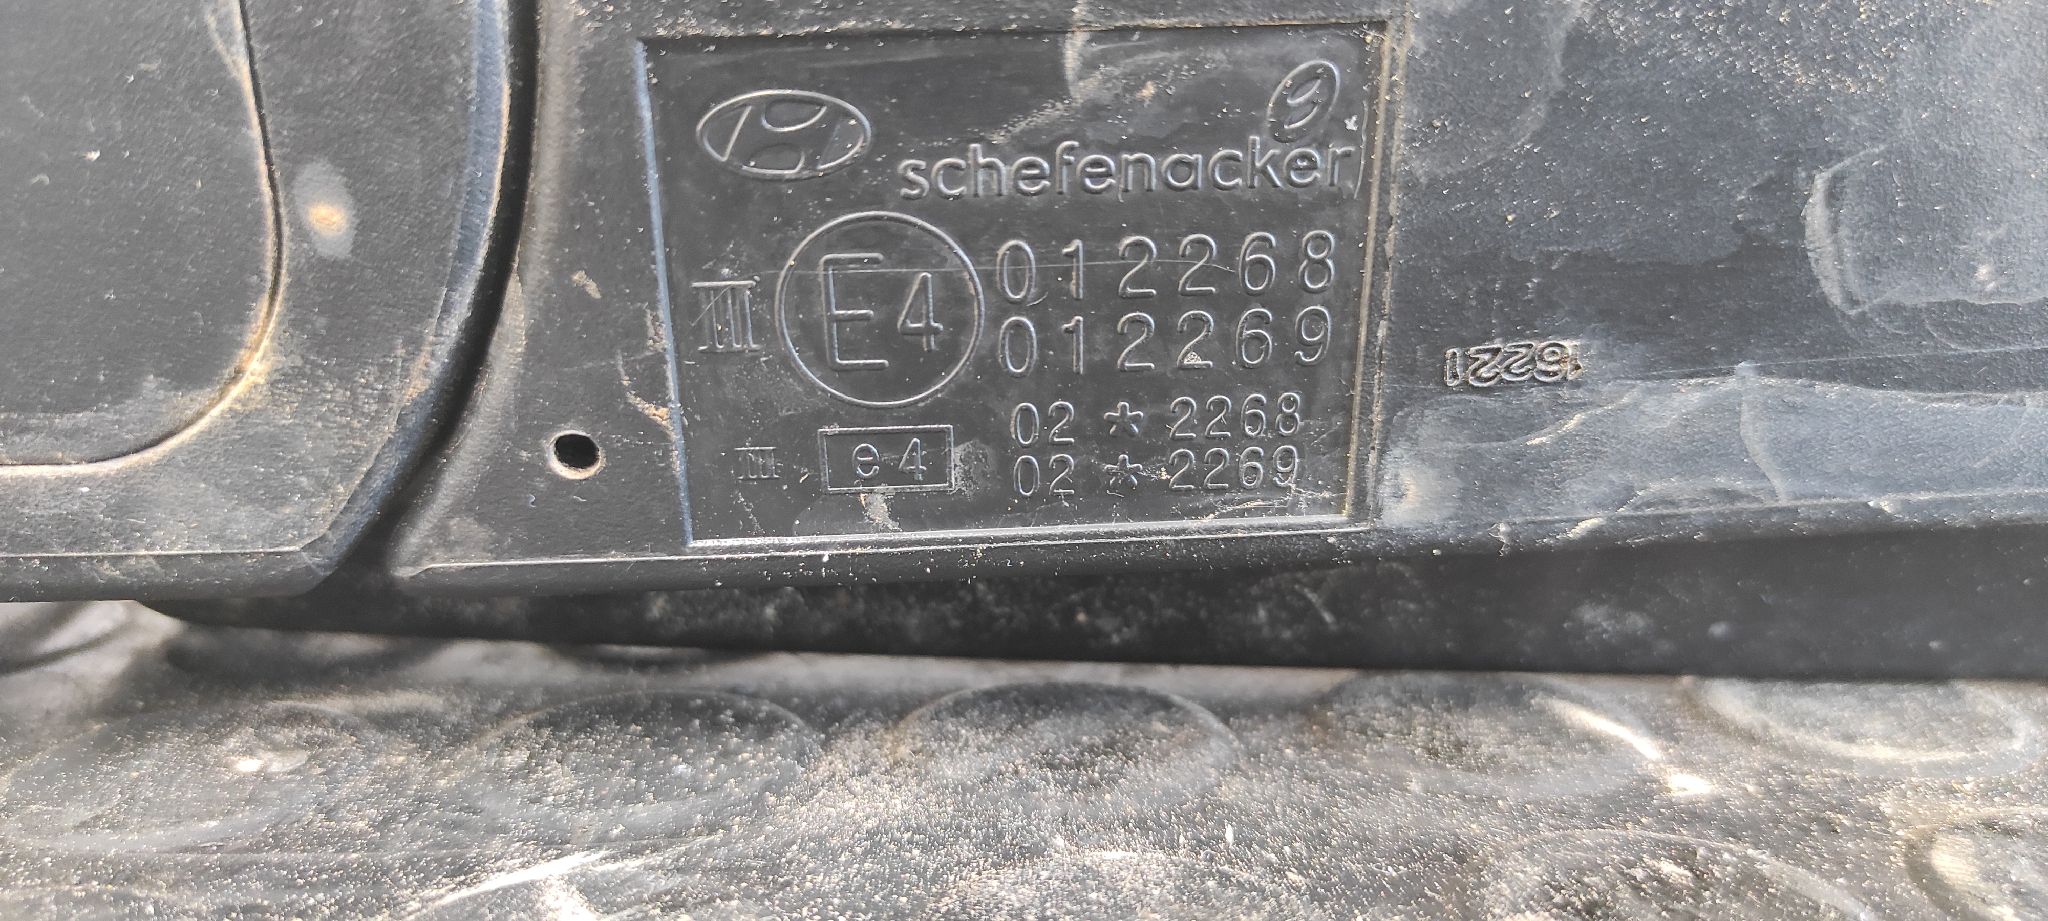 schefenacker
III E4 012268
012269
III e4 02 * 2268
02 * 2269